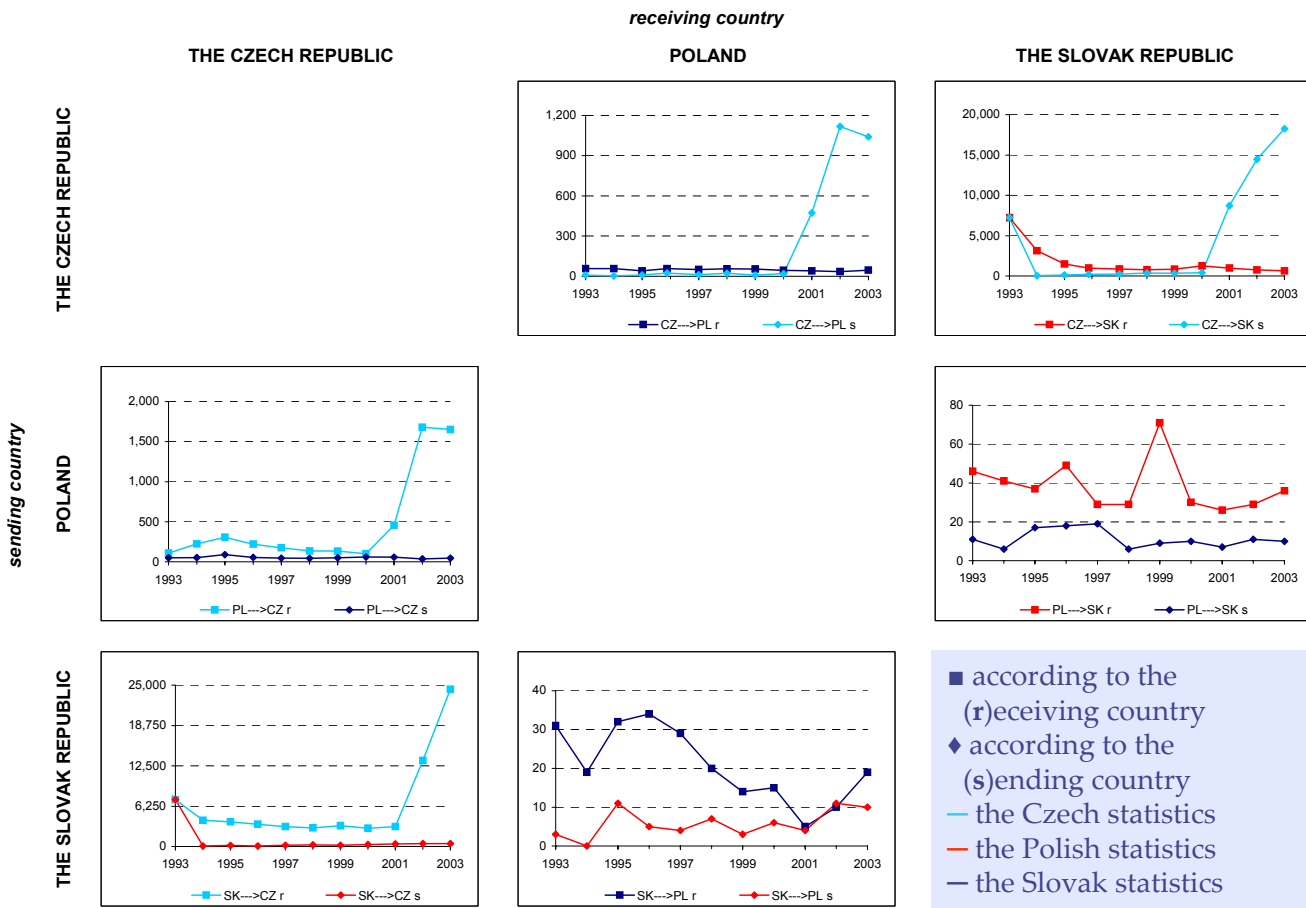 receiving country
THE CZECH REPUBLIC
POLAND
THE SLOVAK REPUBLIC
sending country
THE CZECH REPUBLIC
1,200
900
600
300
0
1993 1995 1997 1999 2001 2003
CZ--->PL r CZ--->PL s
20,000
15,000
10,000
5,000
0
1993 1995 1997 1999 2001 2003
CZ--->SK r CZ--->SK s
POLAND
2,000
1,500
1,000
500
0
1993 1995 1997 1999 2001 2003
PL--->CZ r PL--->CZ s
80
60
40
20
0
1993 1995 1997 1999 2001 2003
PL--->SK r PL--->SK s
THE SLOVAK REPUBLIC
25,000
18,750
12,500
6,250
0
1993 1995 1997 1999 2001 2003
SK--->CZ r SK--->CZ s
40
30
20
10
0
1993 1995 1997 1999 2001 2003
SK--->PL r SK--->PL s
■ according to the
(r)eceiving country
♦ according to the
(s)ending country
– the Czech statistics
– the Polish statistics
– the Slovak statistics